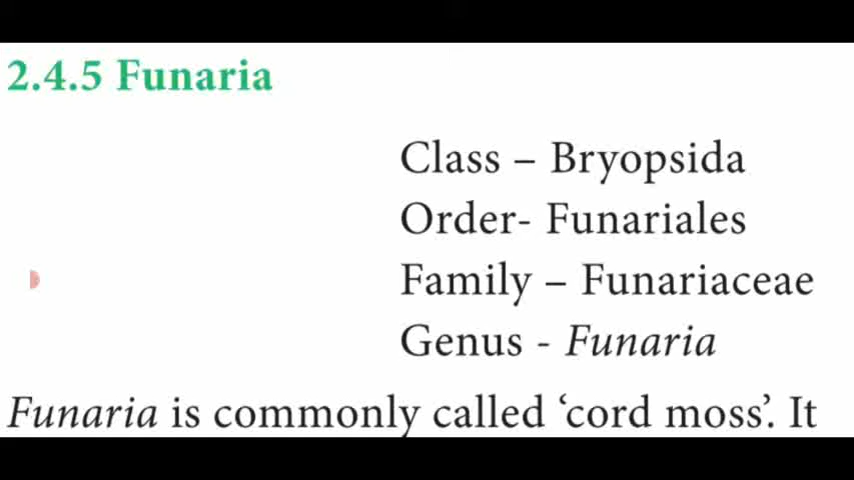 2.4.5 Funaria
Class – Bryopsida
Order- Funariales
Family – Funariaceae
Genus - Funaria
Funaria is commonly called ‘cord moss’. It